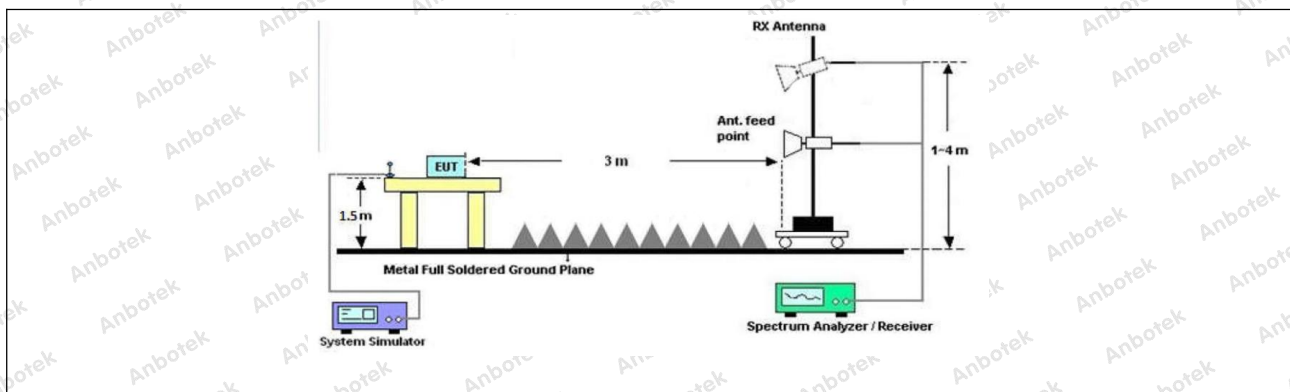 RX Antenna
Ant. feed
point
EUT
3 m
1~4 m
1.5 m
Metal Full Soldered Ground Plane
System Simulator
Spectrum Analyzer / Receiver
Anbotek